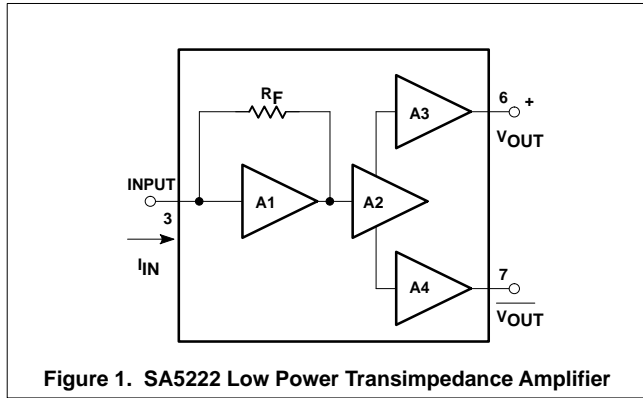 RF
A3
6
+
VOUT
INPUT
3
A1
A2
IIN
A4
7
VOUT
Figure 1. SA5222 Low Power Transimpedance Amplifier